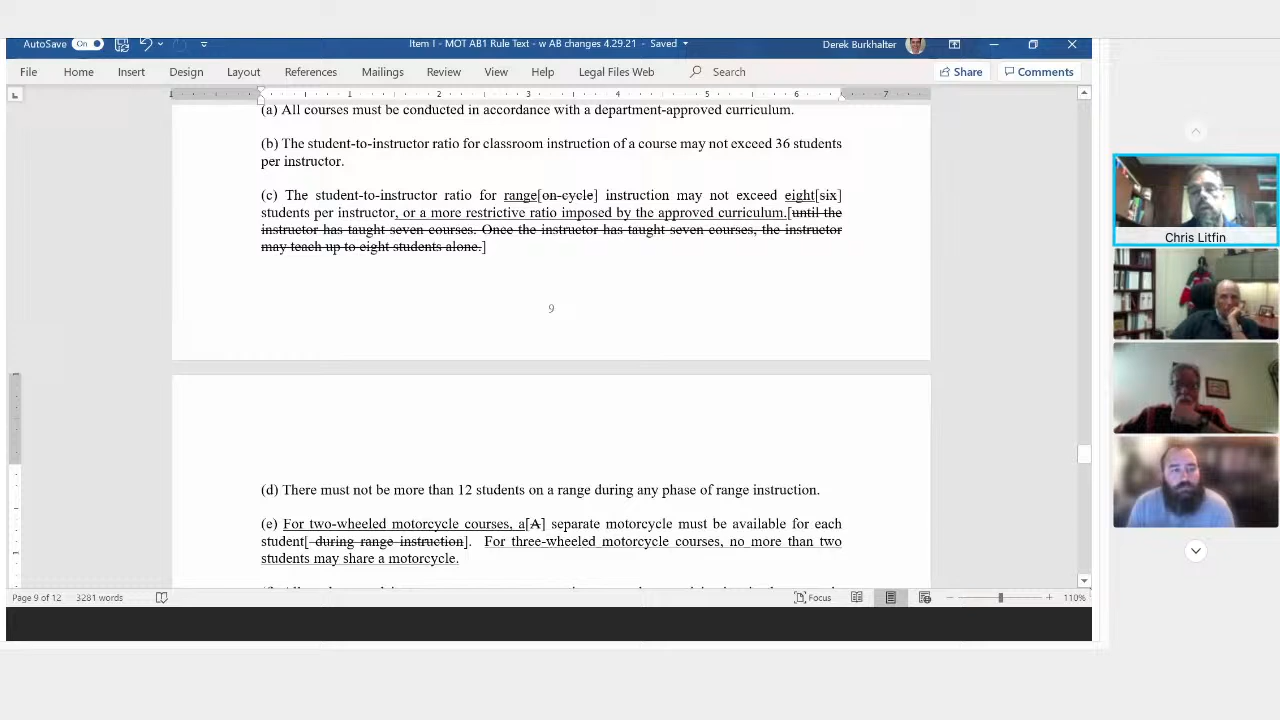 AutoSave On Item I - MOT AB1 Rule Text - w AB changes 4.29.21 - Saved Derek Burkhalter
File Home Insert Design Layout References Mailings Review View Help Legal Files Web Search Share Comments
1 2 3 4 5 6 7
(a) All courses must be conducted in accordance with a department-approved curriculum.
(b) The student-to-instructor ratio for classroom instruction of a course may not exceed 36 students
per instructor.
(c) The student-to-instructor ratio for range[on-cycle] instruction may not exceed eight[six]
students per instructor, or a more restrictive ratio imposed by the approved curriculum.[until the
instructor has taught seven courses. Once the instructor has taught seven courses, the instructor
may teach up to eight students alone.]
9
(d) There must not be more than 12 students on a range during any phase of range instruction.
(e) For two-wheeled motorcycle courses, a[A] separate motorcycle must be available for each
student[ during range instruction]. For three-wheeled motorcycle courses, no more than two
students may share a motorcycle.
Page 9 of 12 3281 words Focus 110%
Chris Litfin